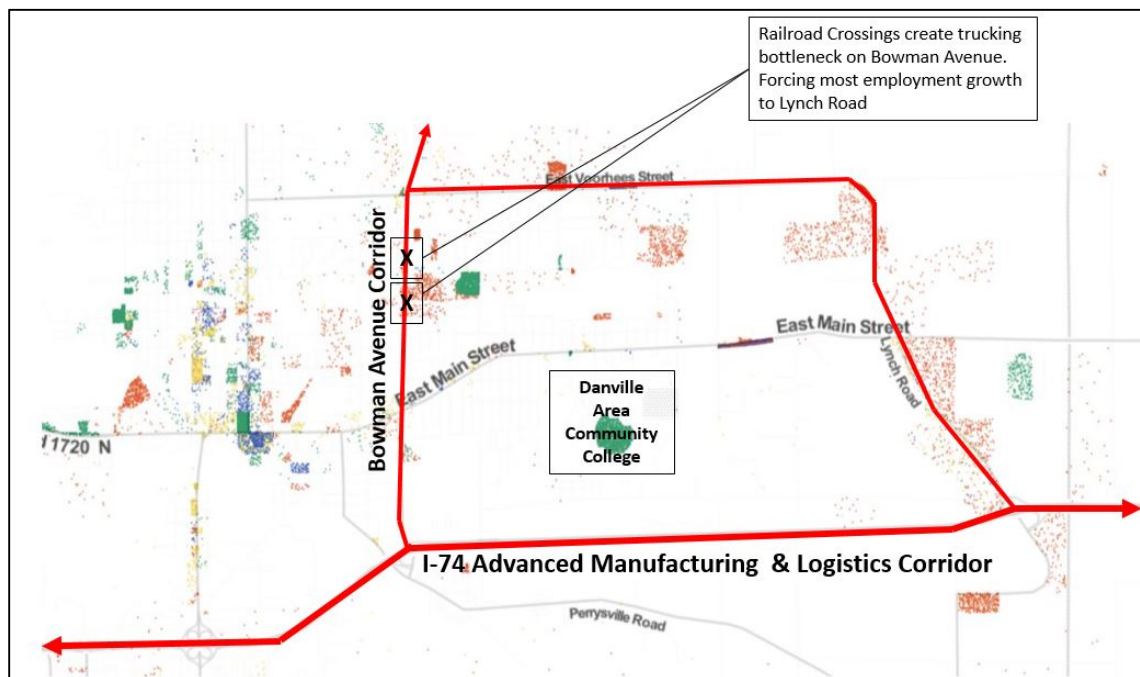 Railroad Crossings create trucking
bottleneck on Bowman Avenue.
Forcing most employment growth
to Lynch Road
East Voorhees Street
Bowman Avenue Corridor
X
X
East Main Street
East Main Street
Lynch Road
Danville
Area
Community
College
d 1720 N
I-74 Advanced Manufacturing & Logistics Corridor
Perrysville Road